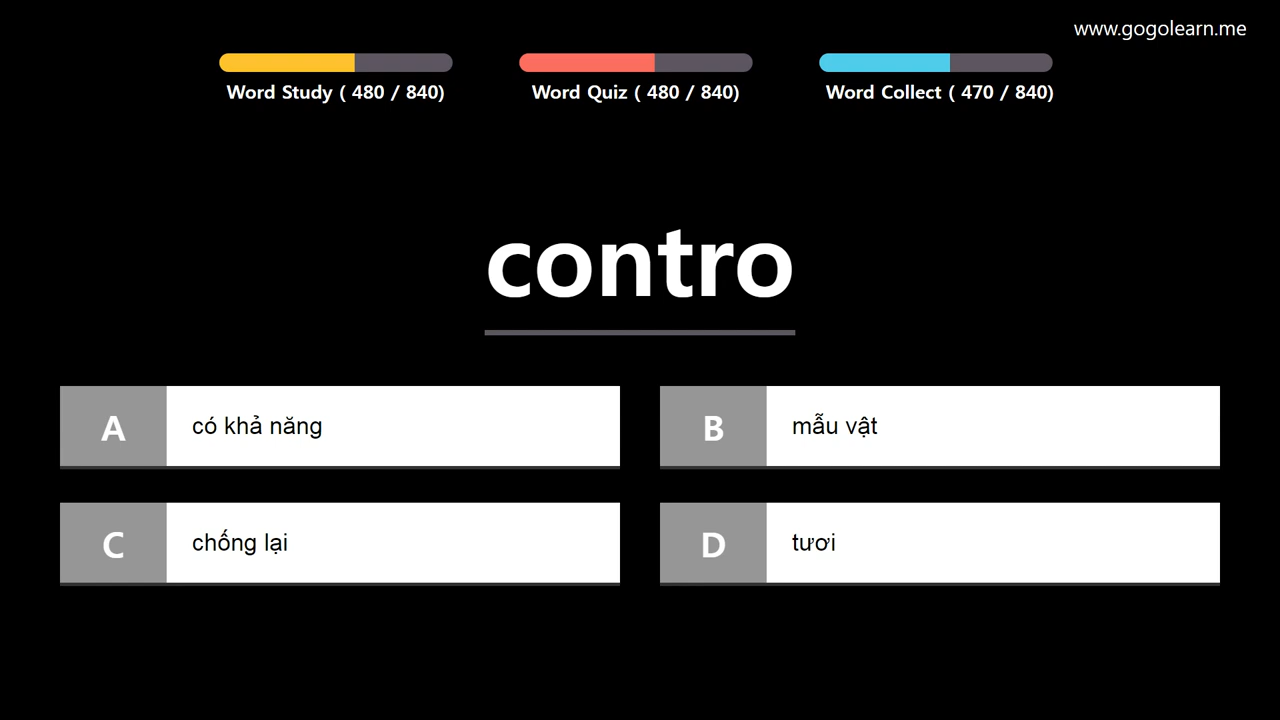 www.gogolearn.me
Word Study ( 480 / 840)
Word Quiz ( 480 / 840)
Word Collect ( 470 / 840)
contro
A có khả năng
B mẫu vật
C chống lại
D tươi